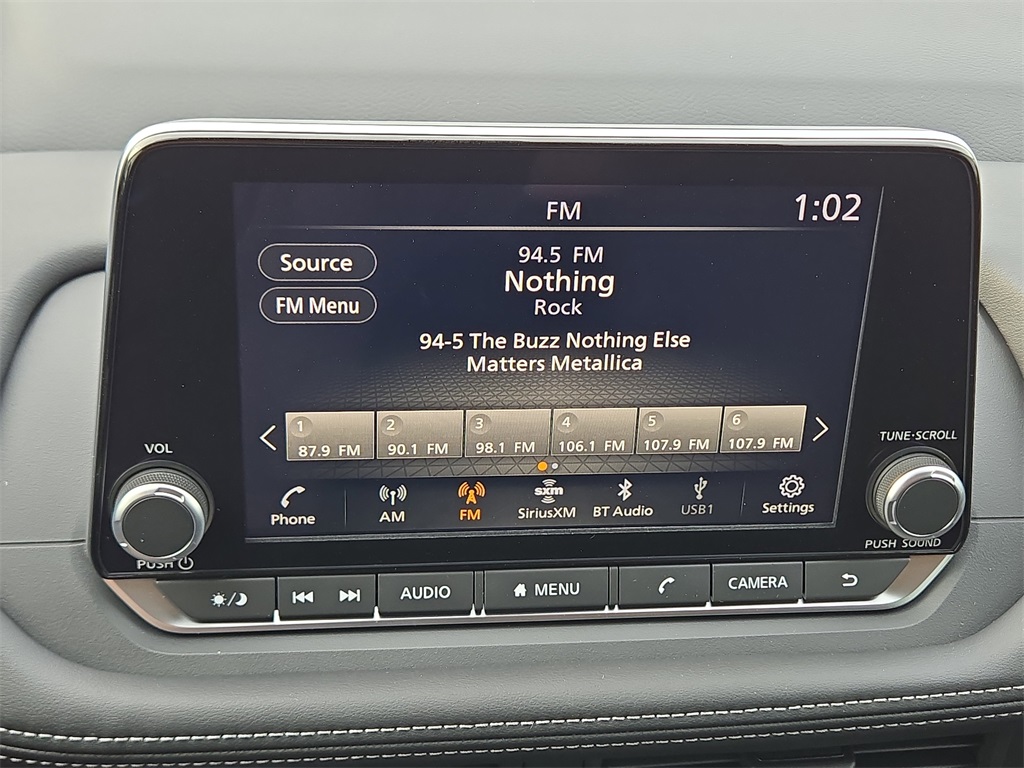 FM
1:02
94.5 FM
Source
Nothing
FM Menu
Rock
94-5 The Buzz Nothing Else
Matters Metallica
1
87.9 FM
2
90.1 FM
3
98.1 FM
4
106.1 FM
5
107.9 FM
6
107.9 FM
VOL
TUNE·SCROLL
Phone
AM
FM
sxm
SiriusXM
BT Audio
USB1
Settings
PUSH
PUSH SOUND
AUDIO
MENU
CAMERA